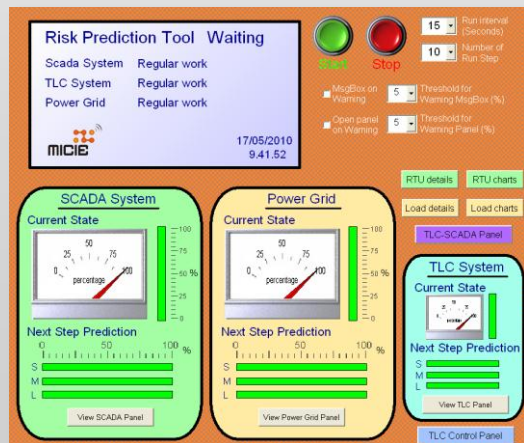 Risk Prediction Tool Waiting
Scada System Regular work
TLC System Regular work
Power Grid Regular work
MICIE
17/05/2010
9.41.52
Start Stop
15 Run interval
(Seconds)
10 Number of
Run Step
MsgBox on
Warning
5 Threshold for
Warning MsgBox (%)
Open panel
on Warning
5 Threshold for
Warning Panel (%)
RTU details RTU charts
Load details Load charts
TLC-SCADA Panel
SCADA System
Current State
0 25 50 75 100
percentage
100
75
50 %
25
0
Next Step Prediction
0 50 100 %
S
M
L
View SCADA Panel
Power Grid
Current State
0 25 50 75 100
percentage
100
75
50 %
25
0
Next Step Prediction
0 50 100 %
S
M
L
View Power Grid Panel
TLC System
Current State
Next Step Prediction
S
M
L
View TLC Panel
TLC Control Panel